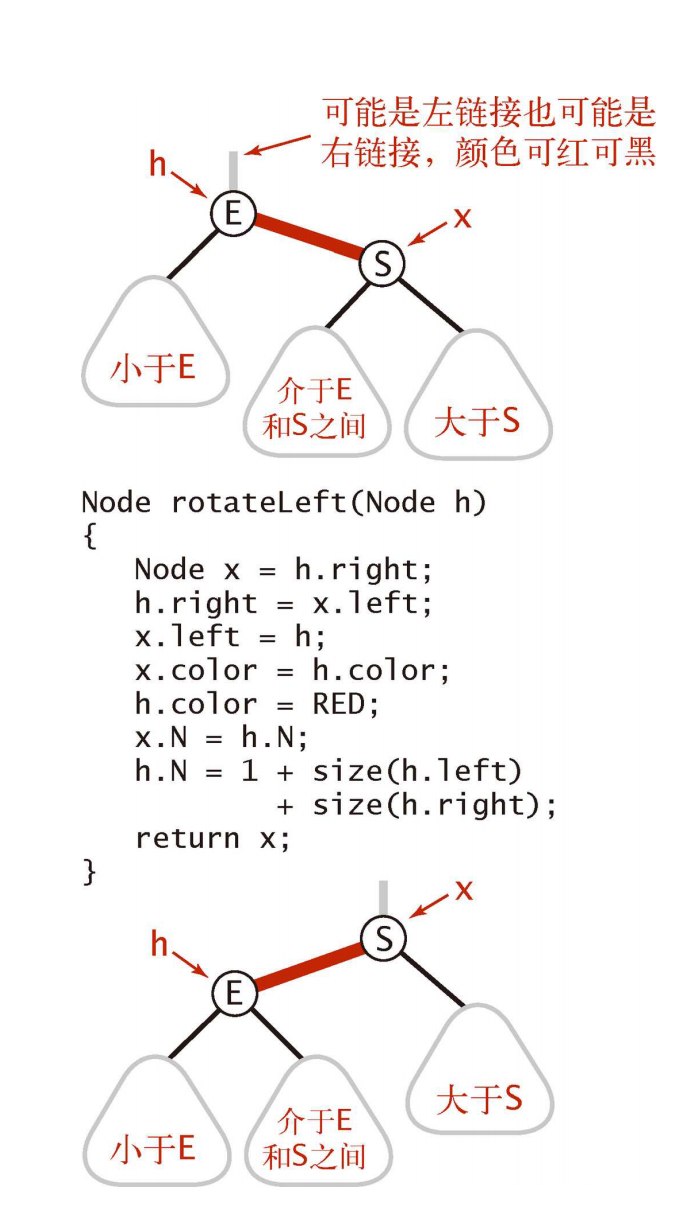 可能是左链接也可能是
右链接，颜色可红可黑
h
E
x
S
小于E
介于E
和S之间
大于S
Node rotateLeft(Node h)
{
   Node x = h.right;
   h.right = x.left;
   x.left = h;
   x.color = h.color;
   h.color = RED;
   x.N = h.N;
   h.N = 1 + size(h.left)
           + size(h.right);
   return x;
}
x
S
h
E
大于S
小于E
介于E
和S之间